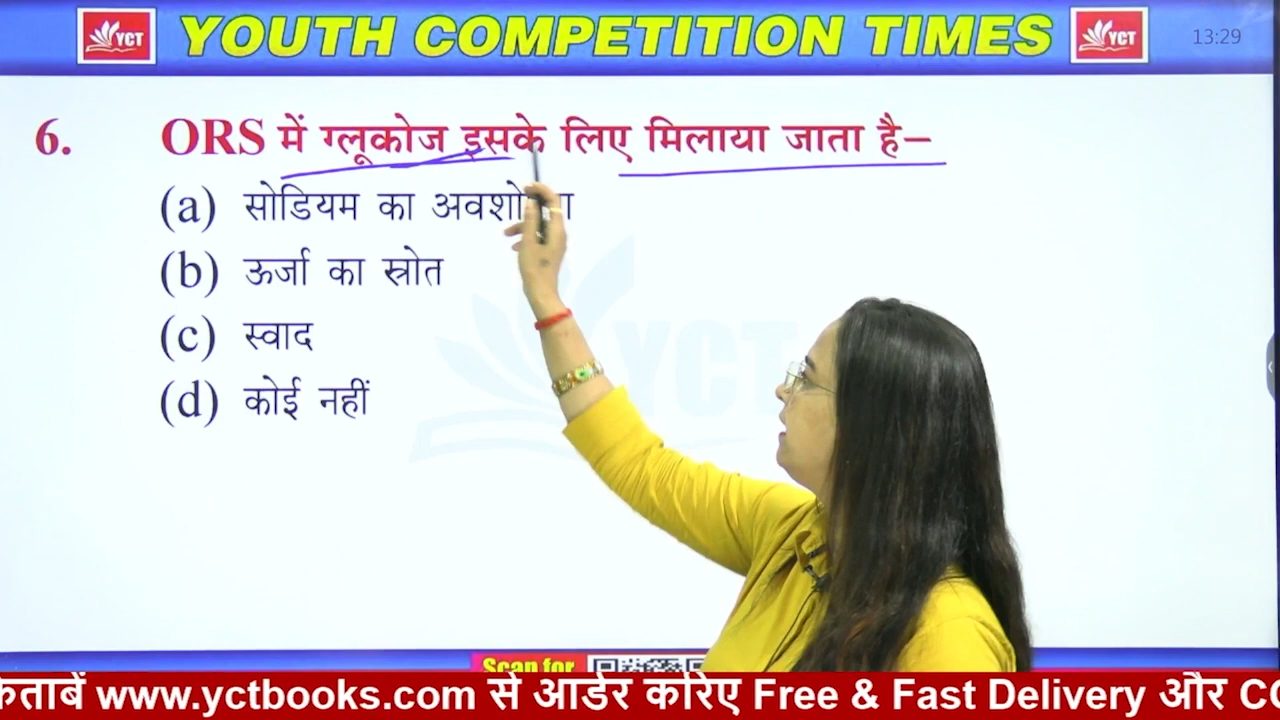 YCT YOUTH COMPETITION TIMES YCT 13:29
6. ORS में ग्लूकोज इसके लिए मिलाया जाता है–
(a) सोडियम का
(b) ऊर्जा का स्रोत
(c) स्वाद
(d) कोई नहीं
YCT
Scan for
www.yctbooks.com से आर्डर करिए Free & Fast Delivery और